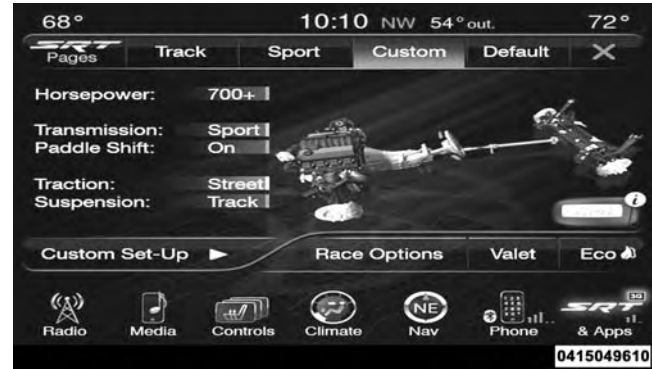 68° 10:10 NW 54° out. 72°
SRT Pages Track Sport Custom Default X
Horsepower: 700+
Transmission: Sport
Paddle Shift: On
Traction: Street
Suspension: Track
i
Custom Set-Up Race Options Valet Eco
NE 3G
Radio Media Controls Climate Nav Phone SRT & Apps
0415049610